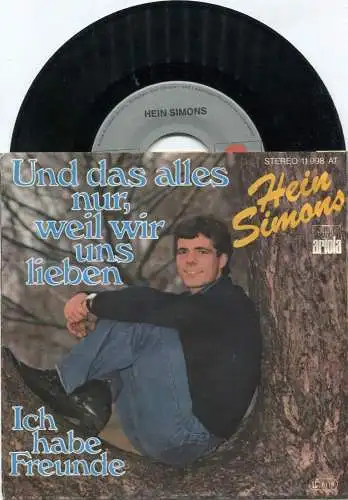 HEIN SIMONS
STEREO 11 998 AT
Und das alles
nur,
weil wir
uns
lieben
Hein
Simons
ariola
Ich
habe
Freunde